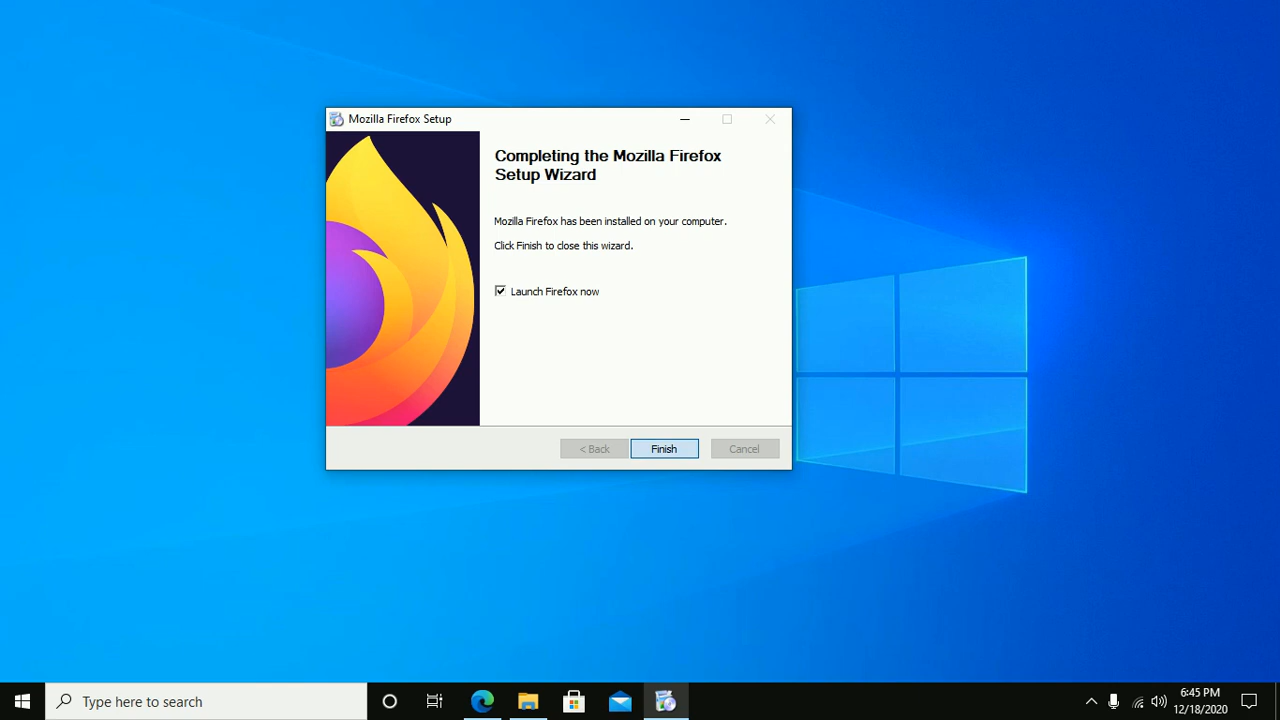 Mozilla Firefox Setup
Completing the Mozilla Firefox
Setup Wizard
Mozilla Firefox has been installed on your computer.
Click Finish to close this wizard.
Launch Firefox now
< Back
Finish
Cancel
Type here to search
6:45 PM
12/18/2020